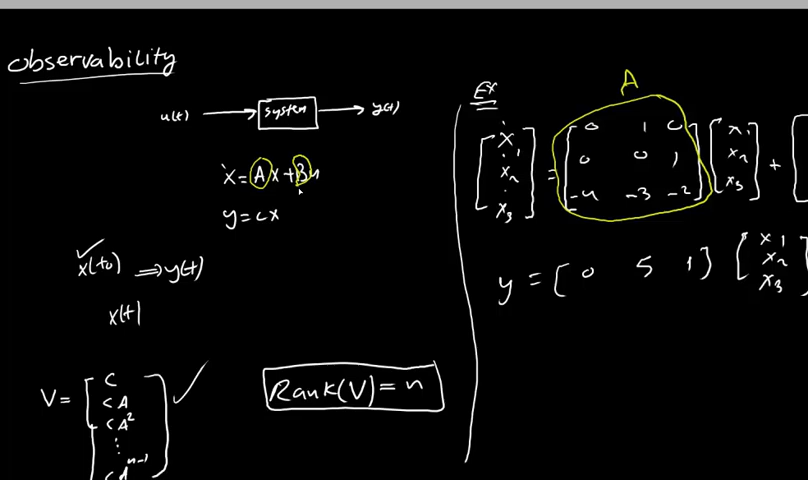 observability
u(t) system y(t)
ẋ = Ax + Bu
y = cx
x(t0) ⟹ y(t)
x(t)
V = [ C
CA
CA²
⋮
CAⁿ⁻¹ ]
Rank(V) = n
Ex
A
[ ẋ1 ẋ2 ẋ3 ] = [ 0 1 0
0 0 1
-4 -3 -2 ] [ x1 x2 x3 ] +
y = [ 0 5 1 ] [ x1 x2 x3 ]